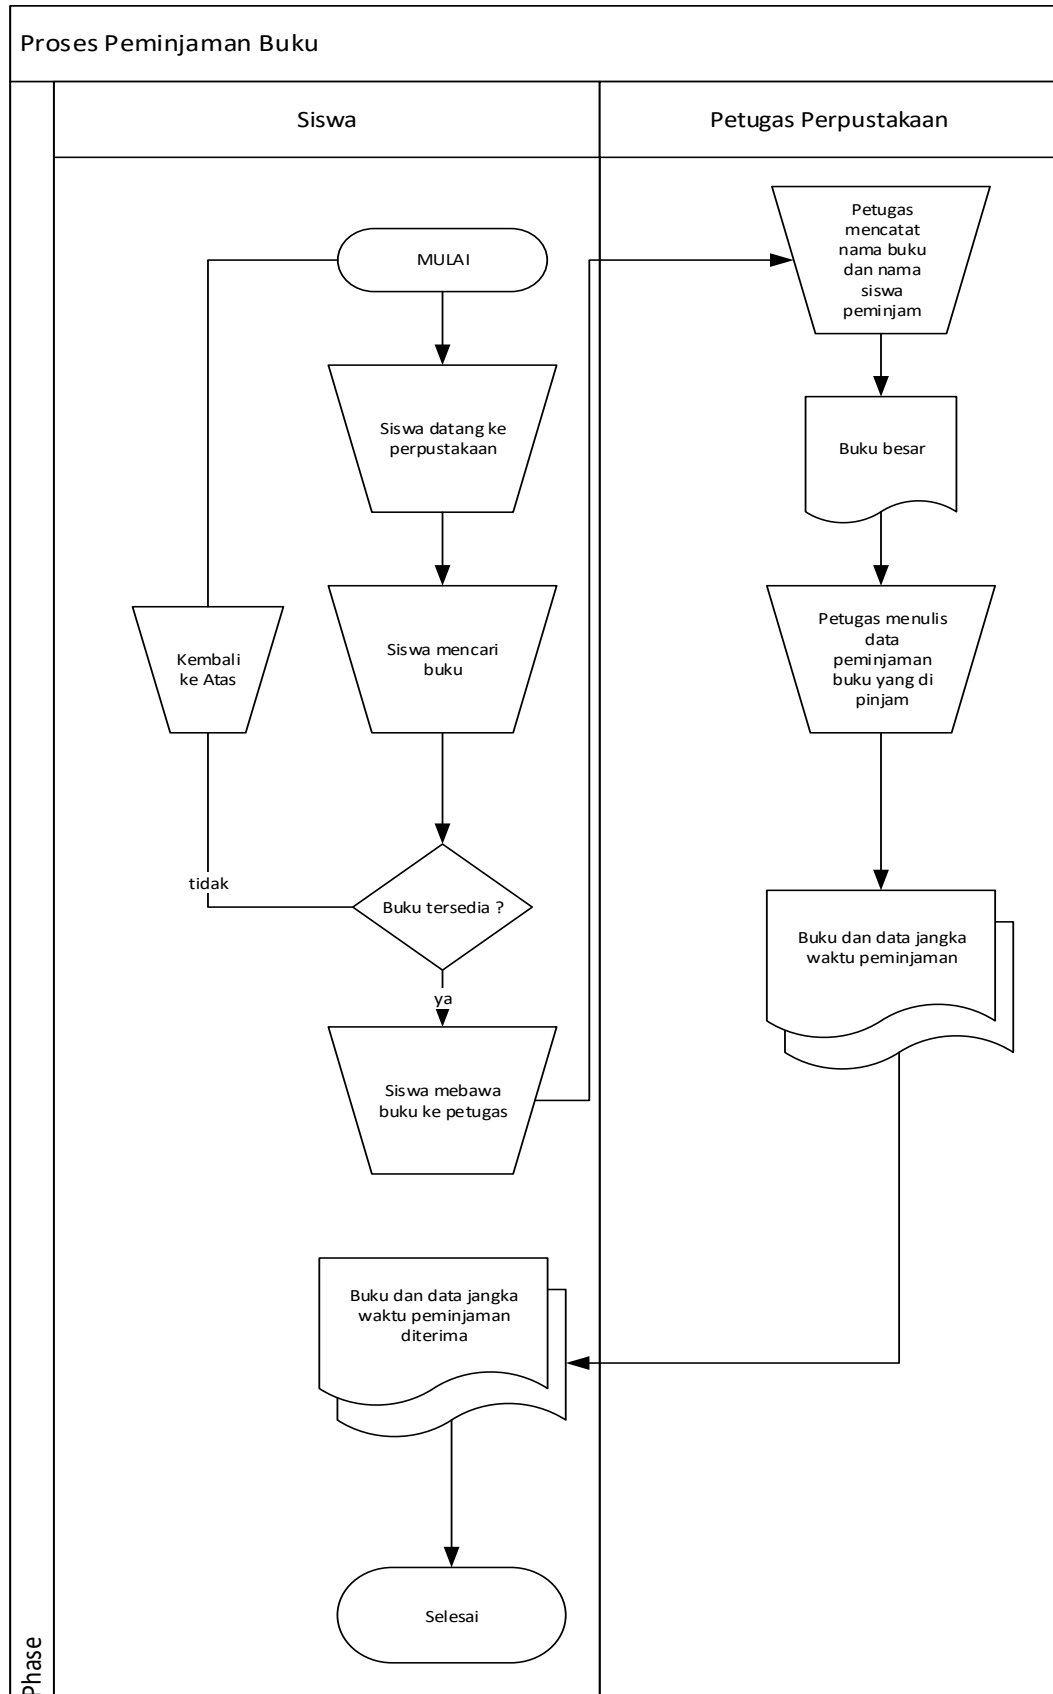 Proses Peminjaman Buku
Siswa
Petugas Perpustakaan
MULAI
Siswa datang ke
perpustakaan
Siswa mencari
buku
Kembali
ke Atas
tidak
Buku tersedia ?
ya
Siswa mebawa
buku ke petugas
Petugas
mencatat
nama buku
dan nama
siswa
peminjam
Buku besar
Petugas menulis
data
peminjaman
buku yang di
pinjam
Buku dan data jangka
waktu peminjaman
Buku dan data jangka
waktu peminjaman
diterima
Selesai
Phase